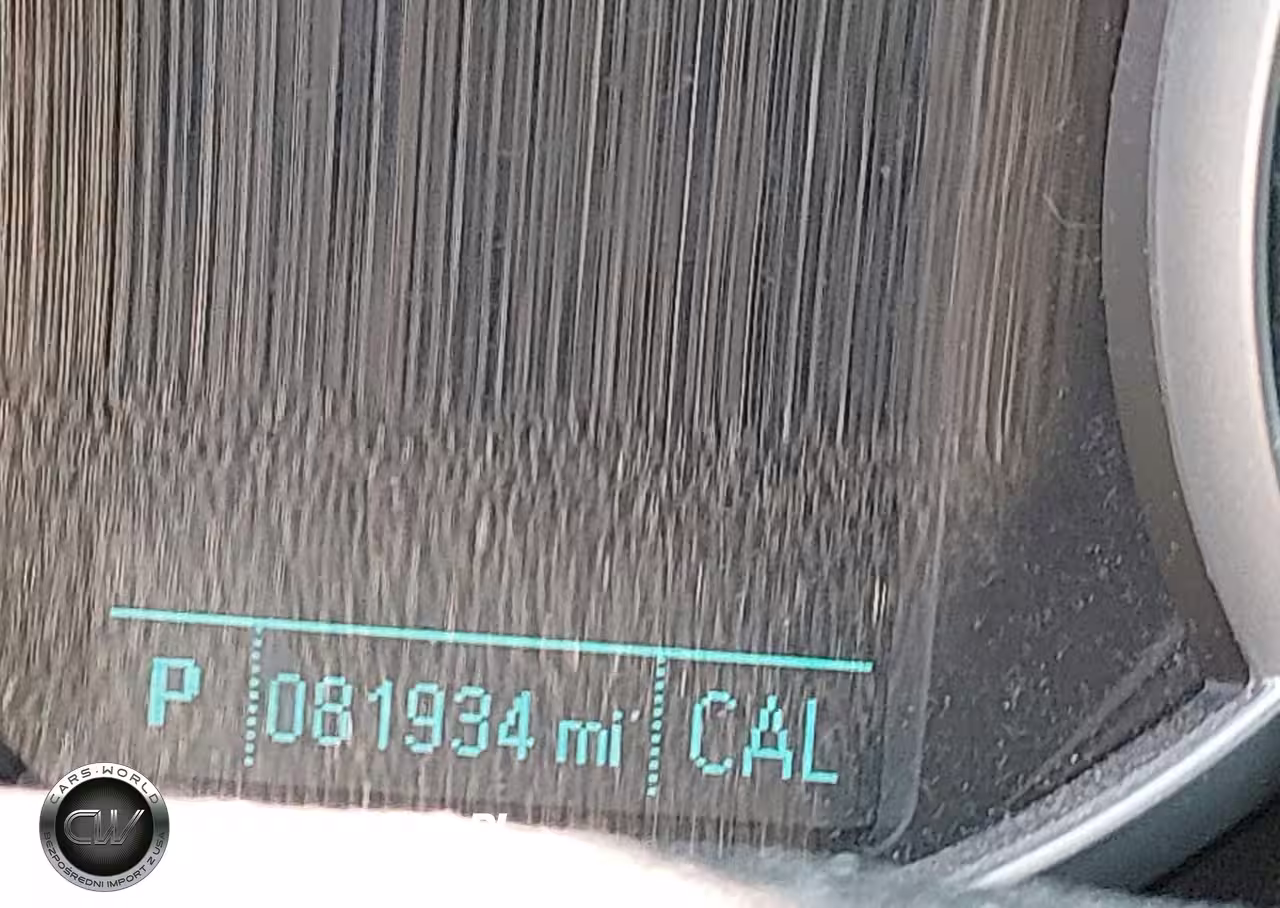 P 081934 mi CAL
CARS·WORLD
CW
BEZPOŚREDNI IMPORT Z USA